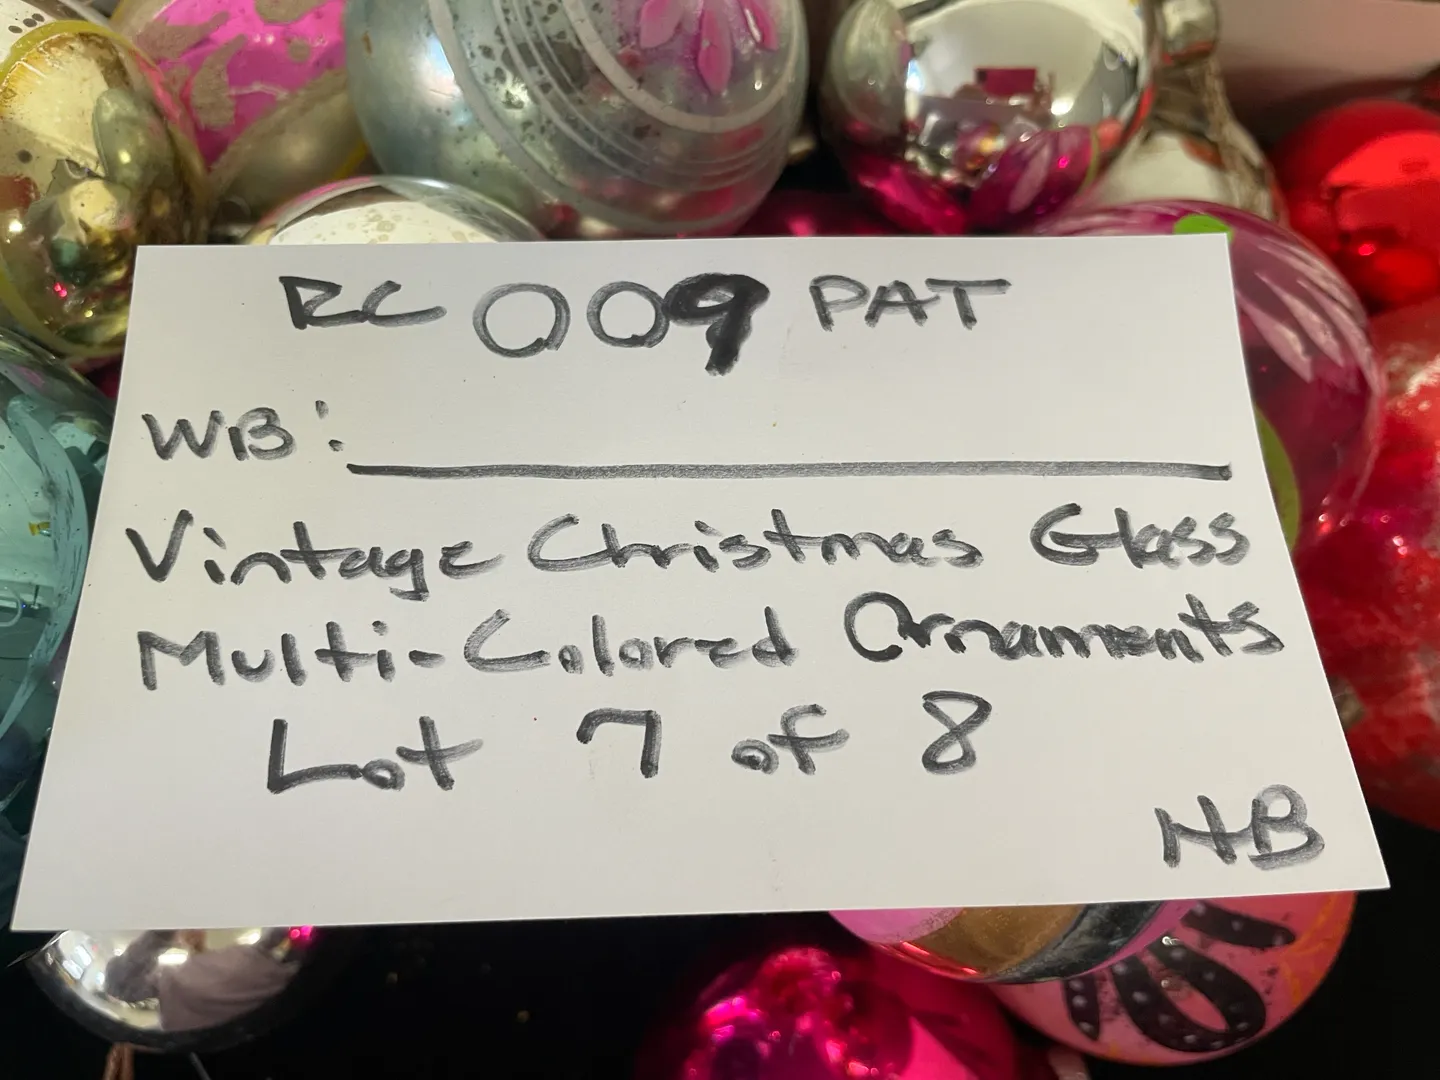 RC 009 PAT
WB: 
Vintage Christmas Glass
Multi-Colored Ornaments
Lot 7 of 8
NB